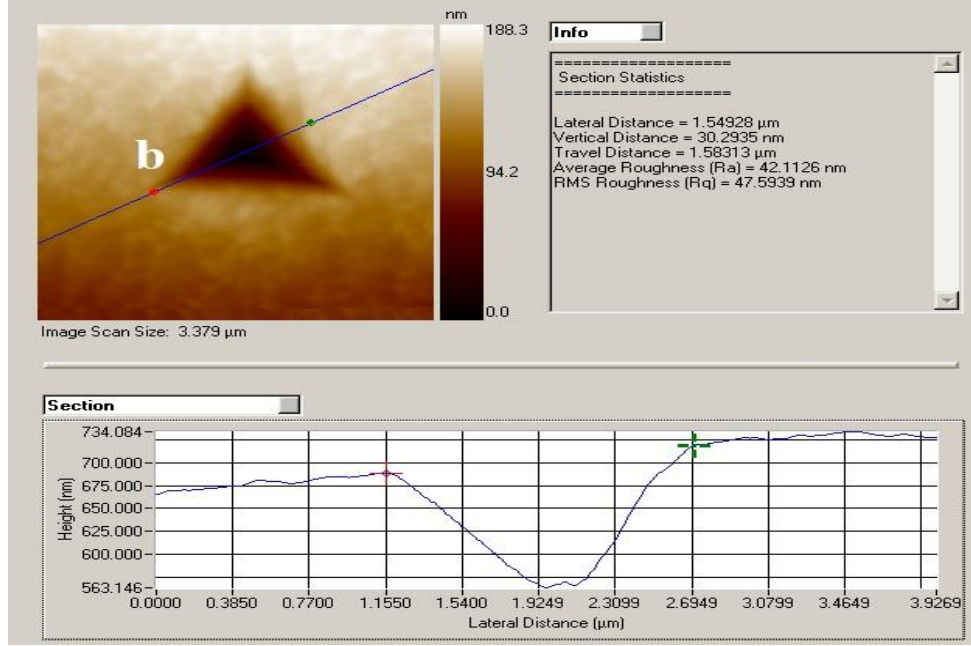 nm
188.3
94.2
0.0
b
Image Scan Size: 3.379 µm
Info
====================
Section Statistics
====================
Lateral Distance = 1.54928 µm
Vertical Distance = 30.2935 nm
Travel Distance = 1.58313 µm
Average Roughness (Ra) = 42.1126 nm
RMS Roughness (Rq) = 47.5939 nm
Section
Height (nm)
734.084
700.000
675.000
650.000
625.000
600.000
563.146
0.0000 0.3850 0.7700 1.1550 1.5400 1.9249 2.3099 2.6949 3.0799 3.4649 3.9269
Lateral Distance (µm)